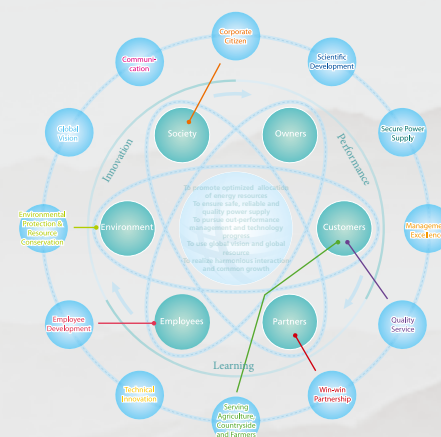 Corporate
Citizen
Communi-
cation
Scientific
Development
Global
Vision
Society
Owners
Secure Power
Supply
Innovation
Performance
To promote optimized allocation
of energy resources
To ensure safe, reliable and
quality power supply
To pursue our performance
management and technology
progress
To use global vision and global
resource
To realize harmonious interaction
and common growth
Environmental
Protection &
Resource
Conservation
Environment
Customers
Management
Excellence
Employee
Development
Employees
Partners
Quality
Service
Learning
Technical
Innovation
Win-win
Partnership
Serving
Agriculture,
Countryside
and Farmers